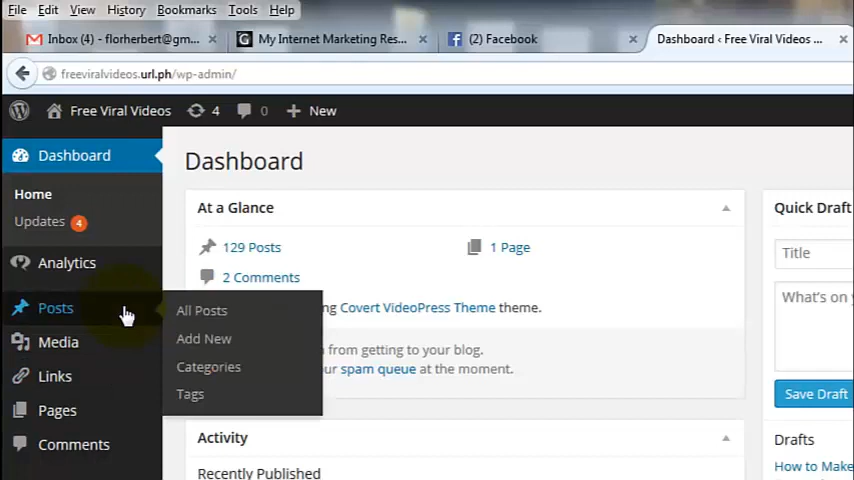 File Edit View History Bookmarks Tools Help
Inbox (4) - florherbert@gm... × My Internet Marketing Res... × (2) Facebook × Dashboard ‹ Free Viral Videos ... ×
freeviralvideos.url.ph/wp-admin/
Free Viral Videos 4 0 + New
Dashboard
Home
Updates 4
Analytics
Posts
Media
Links
Pages
Comments
All Posts
Add New
Categories
Tags
Dashboard
At a Glance
129 Posts 1 Page
2 Comments
ng Covert VideoPress Theme theme.
from getting to your blog.
ur spam queue at the moment.
Activity
Recently Published
Quick Draft
Title
What's on y
Save Draft
Drafts
How to Make